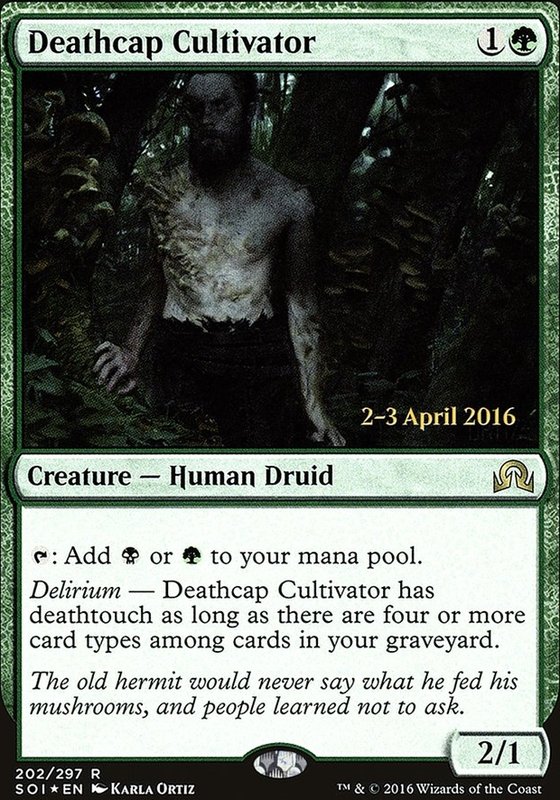 Deathcap Cultivator 1
2–3 April 2016
Creature — Human Druid
: Add or to your mana pool.
Delirium — Deathcap Cultivator has
deathtouch as long as there are four or more
card types among cards in your graveyard.
The old hermit would never say what he fed his
mushrooms, and people learned not to ask.
2/1
202/297 R
SOI★EN Karla Ortiz
™ & © 2016 Wizards of the Coast